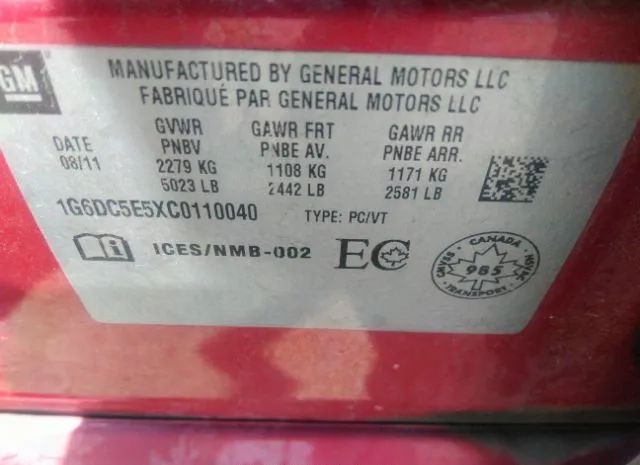 GM
MANUFACTURED BY GENERAL MOTORS LLC
FABRIQUÉ PAR GENERAL MOTORS LLC
DATE GVWR GAWR FRT GAWR RR
08/11 PNBV PNBE AV. PNBE ARR.
2279 KG 1108 KG 1171 KG
5023 LB 2442 LB 2581 LB
1G6DC5E5XC0110040 TYPE: PC/VT
i ICES/NMB-002 EC
CANADA
CMVSS 985 NSVAC
TRANSPORT